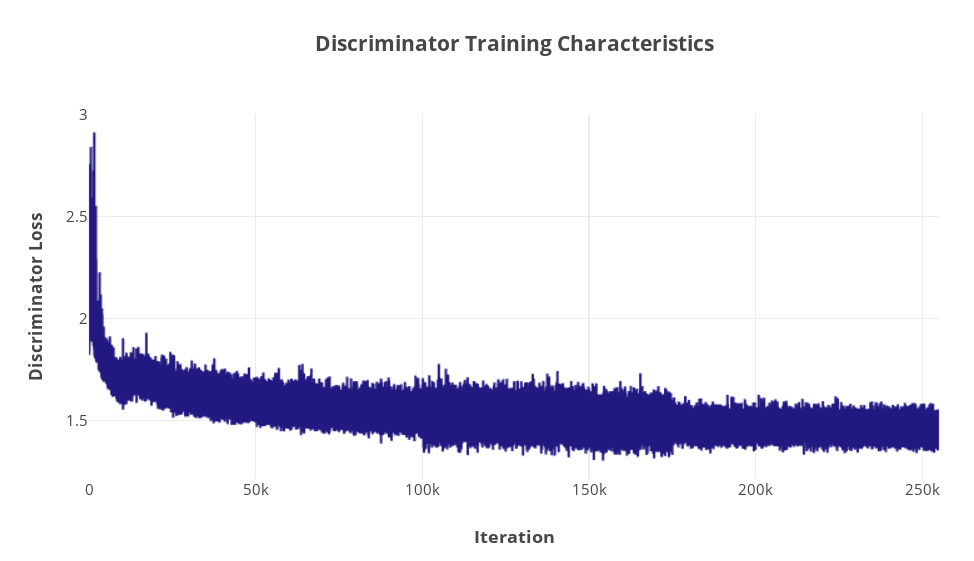 Discriminator Training Characteristics
3
2.5
2
1.5
Discriminator Loss
0
50k
100k
150k
200k
250k
Iteration